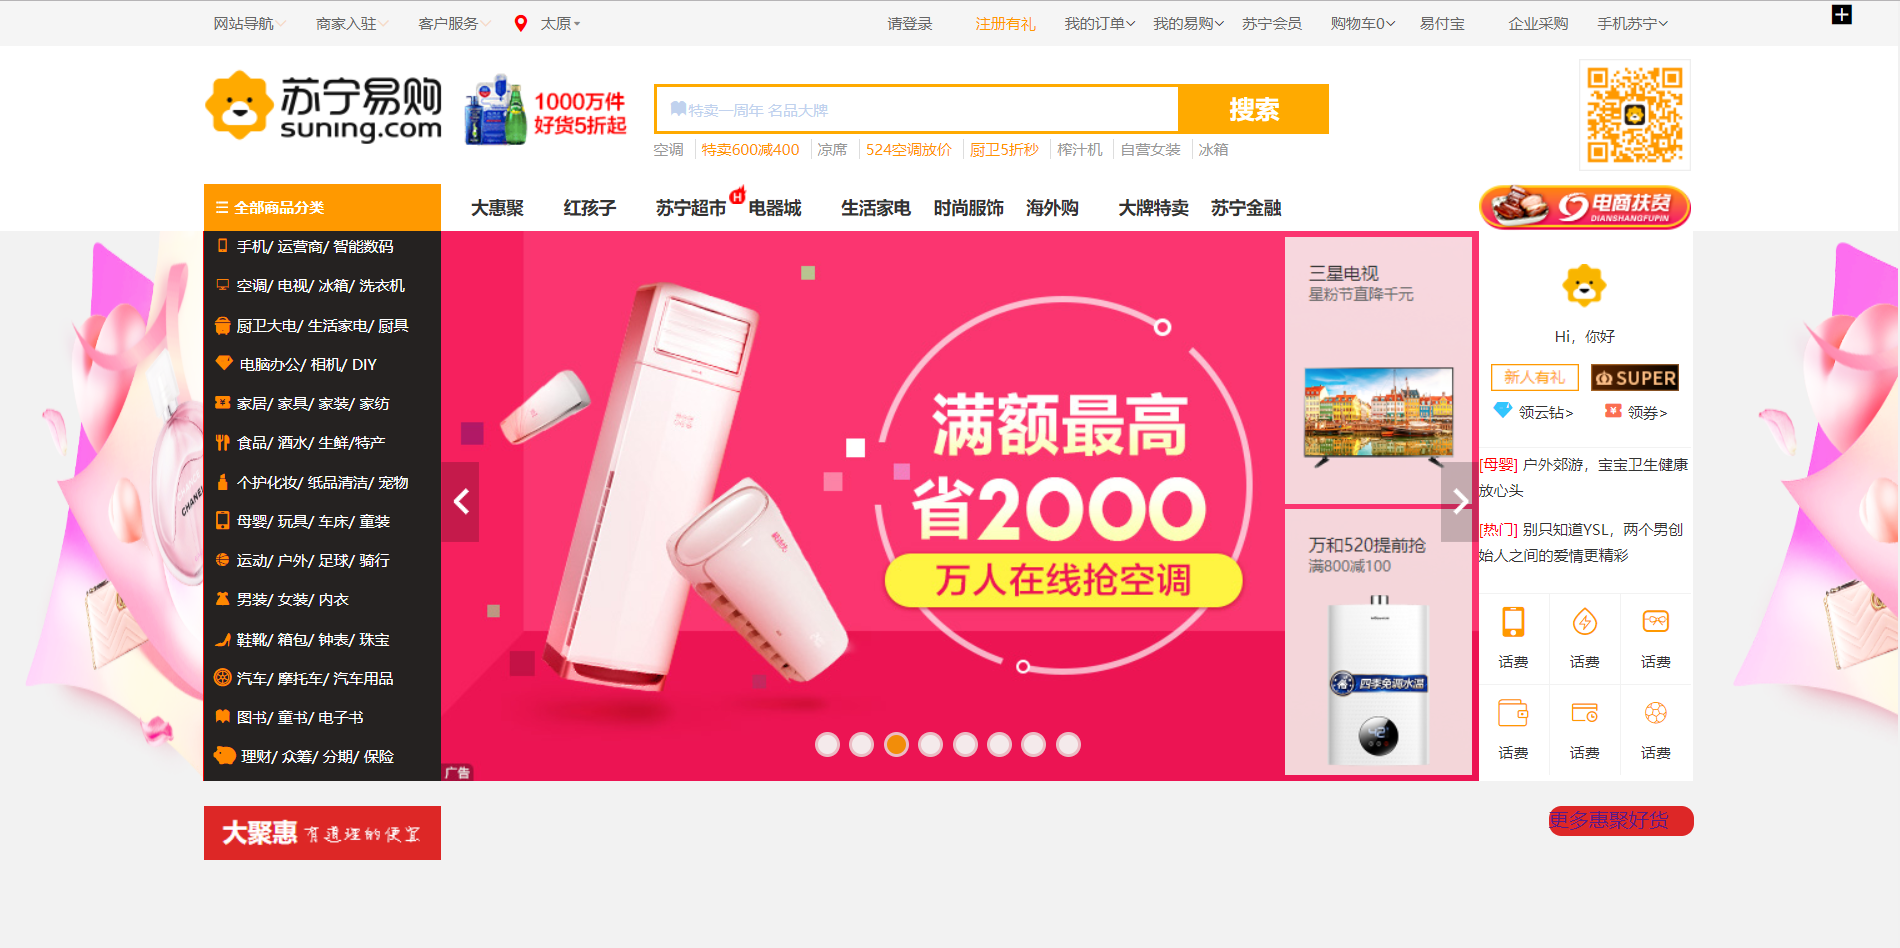 网站导航 商家入驻 客户服务 太原 请登录 注册有礼 我的订单 我的易购 苏宁会员 购物车0 易付宝 企业采购 手机苏宁
苏宁易购
suning.com
1000万件
好货5折起
特卖一周年 名品大牌
搜索
空调 特卖600减400 凉席 524空调放价 厨卫5折秒 榨汁机 自营女装 冰箱
全部商品分类 大惠聚 红孩子 苏宁超市 H 电器城 生活家电 时尚服饰 海外购 大牌特卖 苏宁金融
电商扶贫
DIANSHANGFUPIN
手机/ 运营商/ 智能数码
空调/ 电视/ 冰箱/ 洗衣机
厨卫大电/ 生活家电/ 厨具
电脑办公/ 相机/ DIY
家居/ 家具/ 家装/ 家纺
食品/ 酒水/ 生鲜/特产
个护化妆/ 纸品清洁/ 宠物
母婴/ 玩具/ 车床/ 童装
运动/ 户外/ 足球/ 骑行
男装/ 女装/ 内衣
鞋靴/ 箱包/ 钟表/ 珠宝
汽车/ 摩托车/ 汽车用品
图书/ 童书/ 电子书
理财/ 众筹/ 分期/ 保险
CHANEL
满额最高
省2000
万人在线抢空调
广告
三星电视
星粉节直降千元
万和520提前抢
满800减100
四季免调水温
42
Hi，你好
新人有礼 SUPER
领云钻> 领券>
[母婴] 户外郊游，宝宝卫生健康
放心头
[热门] 别只知道YSL，两个男创
始人之间的爱情更精彩
话费 话费 话费
话费 话费 话费
大聚惠 有道理的便宜
更多惠聚好货